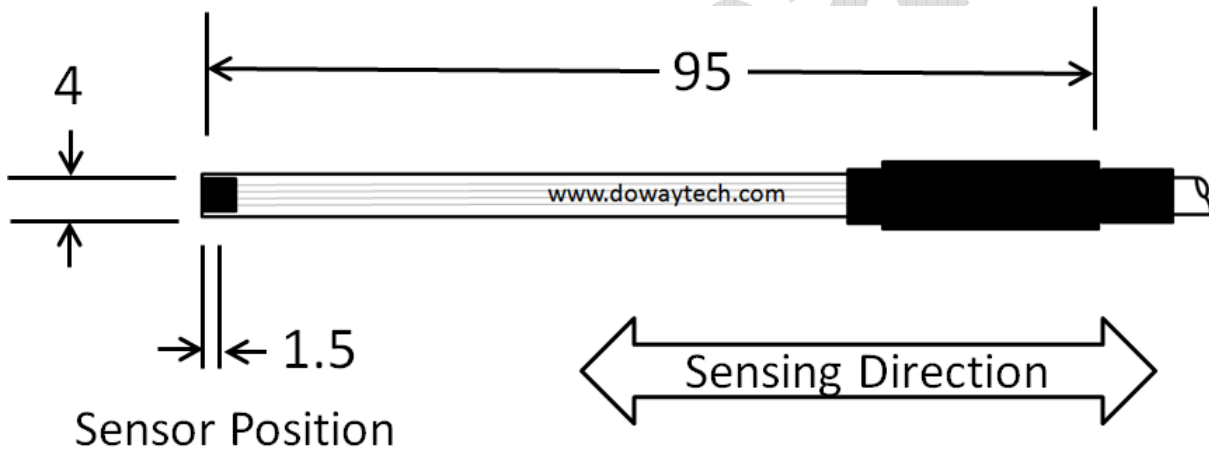 95
4
www.dowaytech.com
1.5
Sensing Direction
Sensor Position